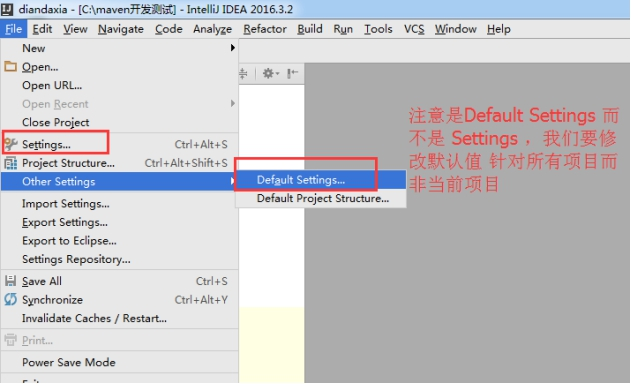 diandaxia - [C:\maven开发测试] - IntelliJ IDEA 2016.3.2
File Edit View Navigate Code Analyze Refactor Build Run Tools VCS Window Help
New
Open...
Open URL...
Open Recent
Close Project
Settings... Ctrl+Alt+S
Project Structure... Ctrl+Alt+Shift+S
Other Settings
Default Settings...
Default Project Structure...
Import Settings...
Export Settings...
Export to Eclipse...
Settings Repository...
Save All Ctrl+S
Synchronize Ctrl+Alt+Y
Invalidate Caches / Restart...
Print...
Power Save Mode
注意是Default Settings 而
不是 Settings ，我们要修
改默认值 针对所有项目而
非当前项目